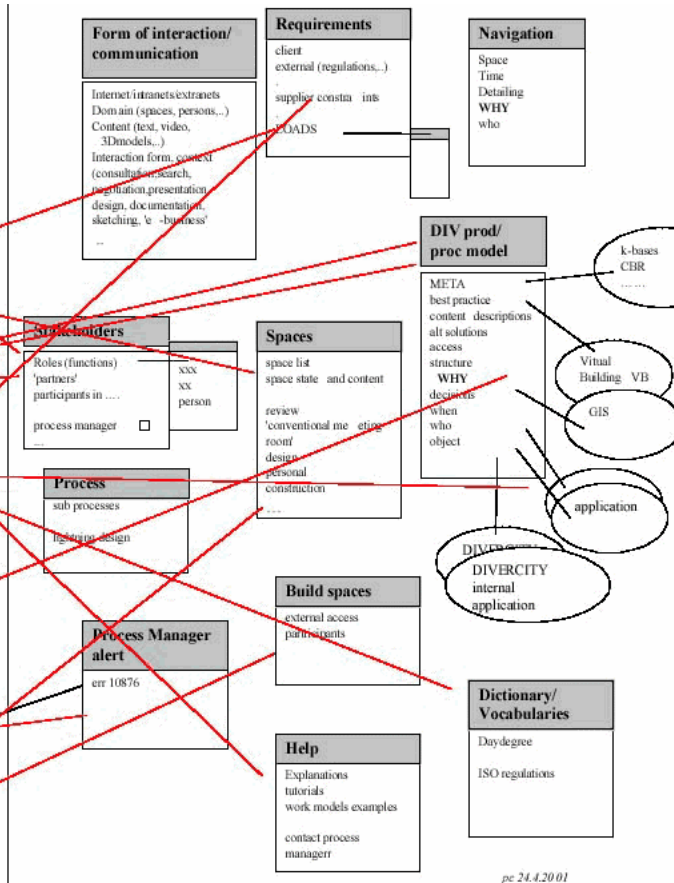 Form of interaction/
communication
Internet/intranets/extranets
Domain (spaces, persons,..)
Content (text, video,
3Dmodels,..)
Interaction form, context
(consultation,search,
negotiation,presentation
design, documentation,
sketching, 'e -business'
..
Requirements
client
external (regulations,..)
.
supplier constra ints
.
LOADS
Navigation
Space
Time
Detailing
WHY
who
DIV prod/
proc model
META
best practice
content descriptions
alt solutions
access
structure
WHY
decisions
when
who
object
k-bases
CBR
... ...
Vitual
Building VB
GIS
application
DIVERCITY
DIVERCITY
internal
application
Stakeholders
Roles (functions)
'partners'
participants in ....
process manager
...
xxx
xx
person
Spaces
space list
space state and content
review
'conventional me eting
room'
design
personal
construction
....
Process
sub processes
lightning design
Build spaces
external access
participants
Process Manager
alert
err 10876
Dictionary/
Vocabularies
Daydegree
ISO regulations
Help
Explanations
tutorials
work models examples
contact process
managerr
pc 24.4.20 01